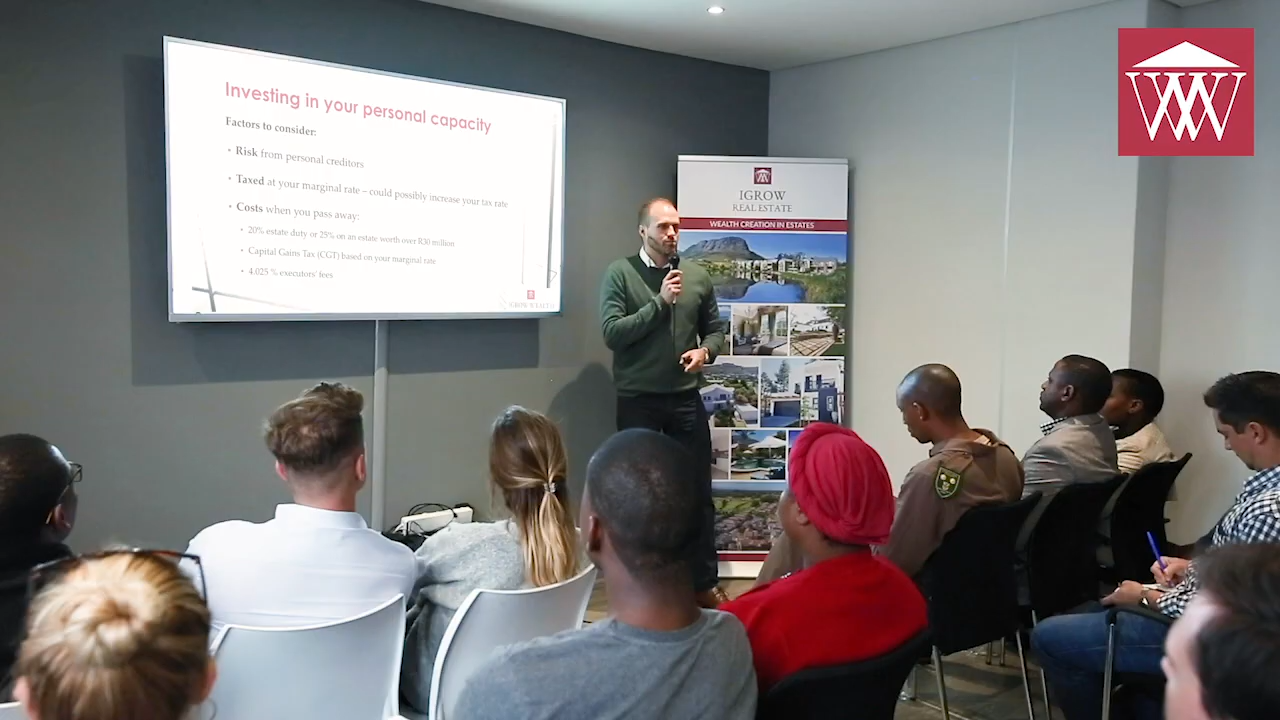 Investing in your personal capacity
Factors to consider:
• Risk from personal creditors
• Taxed at your marginal rate – could possibly increase your tax rate
• Costs when you pass away:
• 20% estate duty or 25% on an estate worth over R30 million
• Capital Gains Tax (CGT) based on your marginal rate
• 4.025 % executors' fees
IGROW WEALTH
IGROW
REAL ESTATE
WEALTH CREATION IN ESTATES